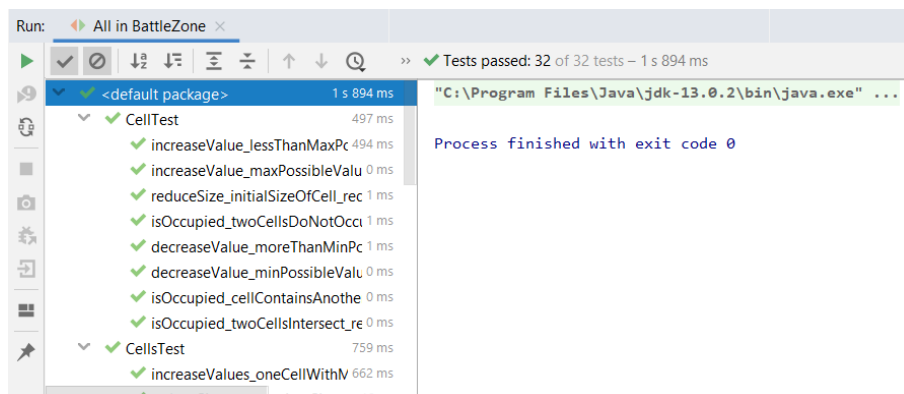 Run: All in BattleZone ×
» Tests passed: 32 of 32 tests – 1 s 894 ms
<default package> 1 s 894 ms
CellTest 497 ms
increaseValue_lessThanMaxPc 494 ms
increaseValue_maxPossibleValu 0 ms
reduceSize_initialSizeOfCell_rec 1 ms
isOccupied_twoCellsDoNotOccu 1 ms
decreaseValue_moreThanMinPc 1 ms
decreaseValue_minPossibleValu 0 ms
isOccupied_cellContainsAnothe 0 ms
isOccupied_twoCellsIntersect_re 0 ms
CellsTest 759 ms
increaseValues_oneCellWithM 662 ms
"C:\Program Files\Java\jdk-13.0.2\bin\java.exe" ...
Process finished with exit code 0